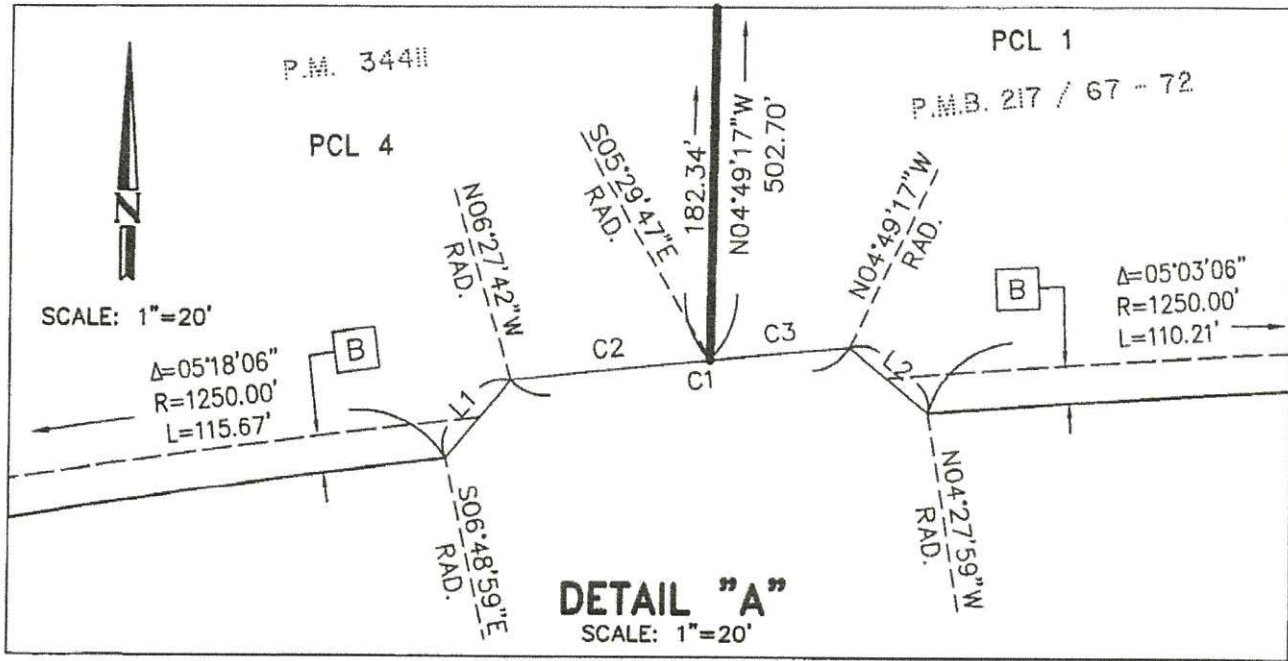 P.M. 34411
PCL 4
PCL 1
P.M.B. 217 / 67 - 72
N
SCALE: 1"=20'
N06°27'42"W
RAD.
S05°29'47"E
RAD.
182.34'
N04°49'17"W
502.70'
N04°49'17"W
RAD.
B
Δ=05°18'06"
R=1250.00'
L=115.67'
L1
C2
C1
C3
L2
B
Δ=05°03'06"
R=1250.00'
L=110.21'
S06°48'59"E
RAD.
N04°27'59"W
RAD.
DETAIL "A"
SCALE: 1"=20'